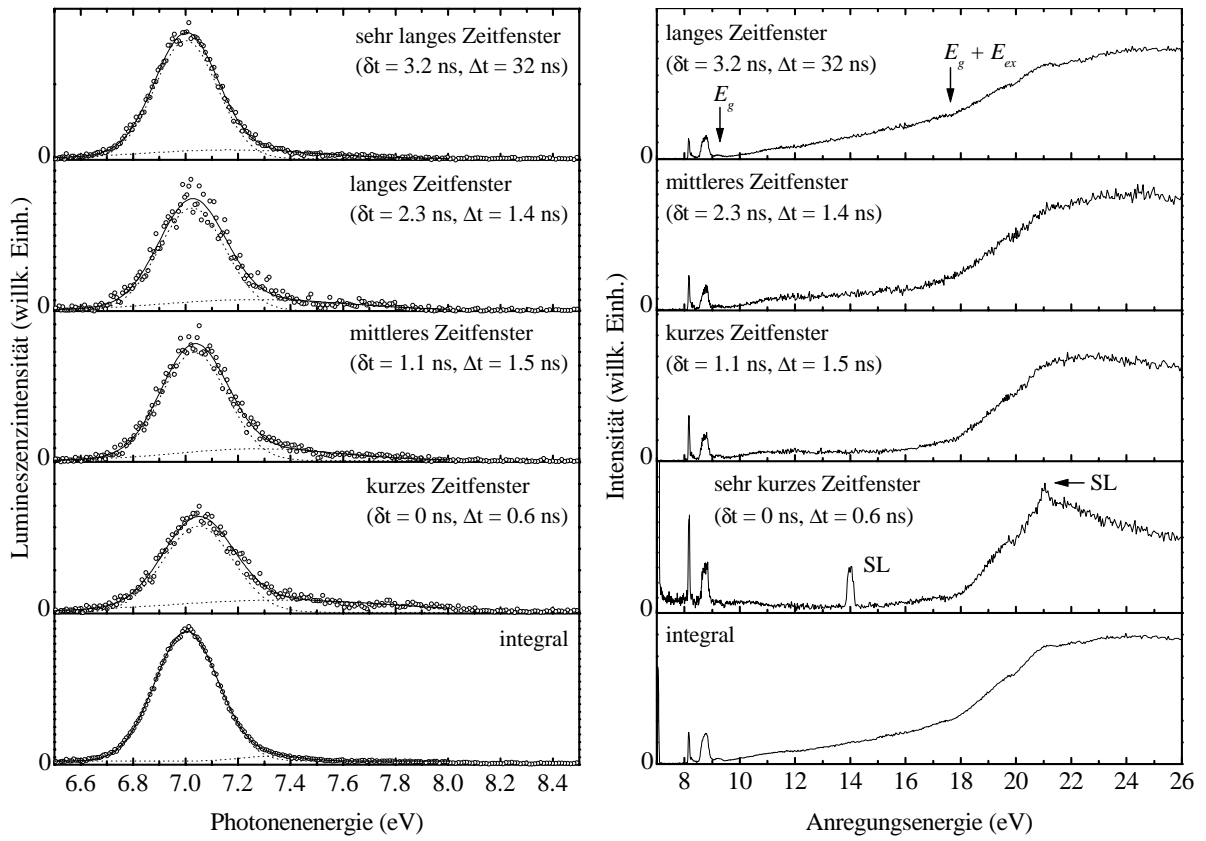 sehr langes Zeitfenster
(δt = 3.2 ns, Δt = 32 ns)
0
langes Zeitfenster
(δt = 2.3 ns, Δt = 1.4 ns)
0
mittleres Zeitfenster
(δt = 1.1 ns, Δt = 1.5 ns)
0
kurzes Zeitfenster
(δt = 0 ns, Δt = 0.6 ns)
0
integral
0
6.6 6.8 7.0 7.2 7.4 7.6 7.8 8.0 8.2 8.4
Photonenenergie (eV)
Lumineszenzintensität (willk. Einh.)
langes Zeitfenster
(δt = 3.2 ns, Δt = 32 ns)
E_g
E_g + E_ex
0
mittleres Zeitfenster
(δt = 2.3 ns, Δt = 1.4 ns)
0
kurzes Zeitfenster
(δt = 1.1 ns, Δt = 1.5 ns)
0
sehr kurzes Zeitfenster
(δt = 0 ns, Δt = 0.6 ns)
SL
SL
0
integral
0
8 10 12 14 16 18 20 22 24 26
Anregungsenergie (eV)
Intensität (willk. Einh.)